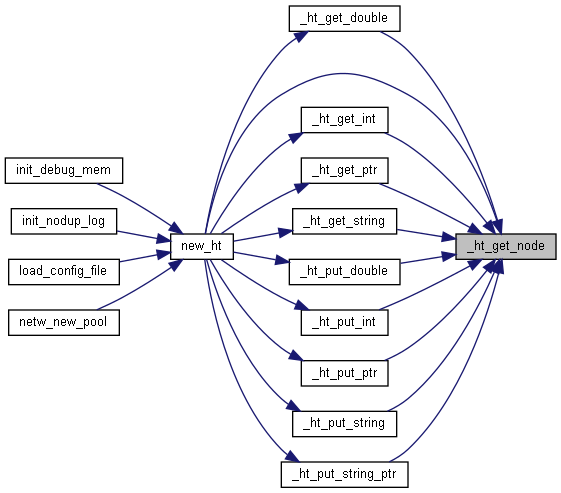 _ht_get_double
_ht_get_int
_ht_get_ptr
_ht_get_string
_ht_put_double
_ht_put_int
_ht_put_ptr
_ht_put_string
_ht_put_string_ptr
init_debug_mem
init_nodup_log
load_config_file
netw_new_pool
new_ht
_ht_get_node